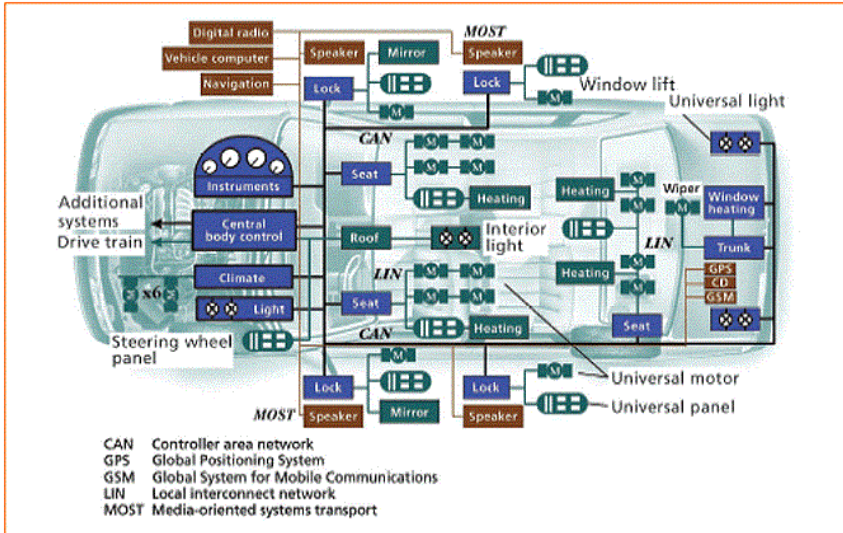 Digital radio
MOST
Vehicle computer
Speaker
Mirror
Speaker
Navigation
Lock
Lock
M
M
Window lift
Universal light
CAN
M
M
Instruments
Seat
M
M
Heating
Heating
M
M
Wiper
M
Window
heating
Additional
systems
Drive train
Central
body control
Roof
Interior
light
LIN
Trunk
Climate
LIN
M
M
Heating
M
M
GPS
CD
GSM
x6
Light
Seat
M
M
CAN
Heating
Seat
Steering wheel
panel
Lock
M
Lock
M
Universal motor
MOST
Speaker
Mirror
Speaker
Universal panel
CAN Controller area network
GPS Global Positioning System
GSM Global System for Mobile Communications
LIN Local interconnect network
MOST Media-oriented systems transport